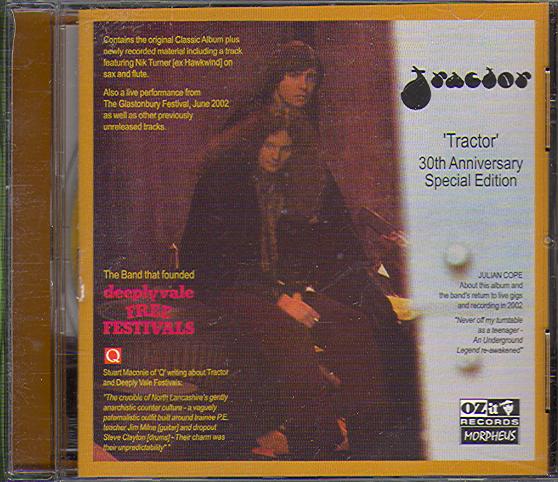 Contains the original Classic Album plus
newly recorded material including a track
featuring Nik Turner [ex Hawkwind] on
sax and flute.
Also a live performance from
The Glastonbury Festival, June 2002
as well as other previously
unreleased tracks.
Tractor
'Tractor'
30th Anniversary
Special Edition
The Band that founded
deeplyvale
FREE
FESTIVALS
Q
Stuart Maconie of 'Q' writing about Tractor
and Deeply Vale Festivals:
"The crucible of North Lancashire's gently
anarchistic counter culture - a vaguely
paternalistic outfit built around trainee P.E.
teacher Jim Milne [guitar] and dropout
Steve Clayton [drums] - Their charm was
their unpredictability" "
JULIAN COPE
About this album and
the band's return to live gigs
and recording in 2002
"Never off my turntable
as a teenager -
An Underground
Legend re-awakened"
OZit
RECORDS
MORPHEUS